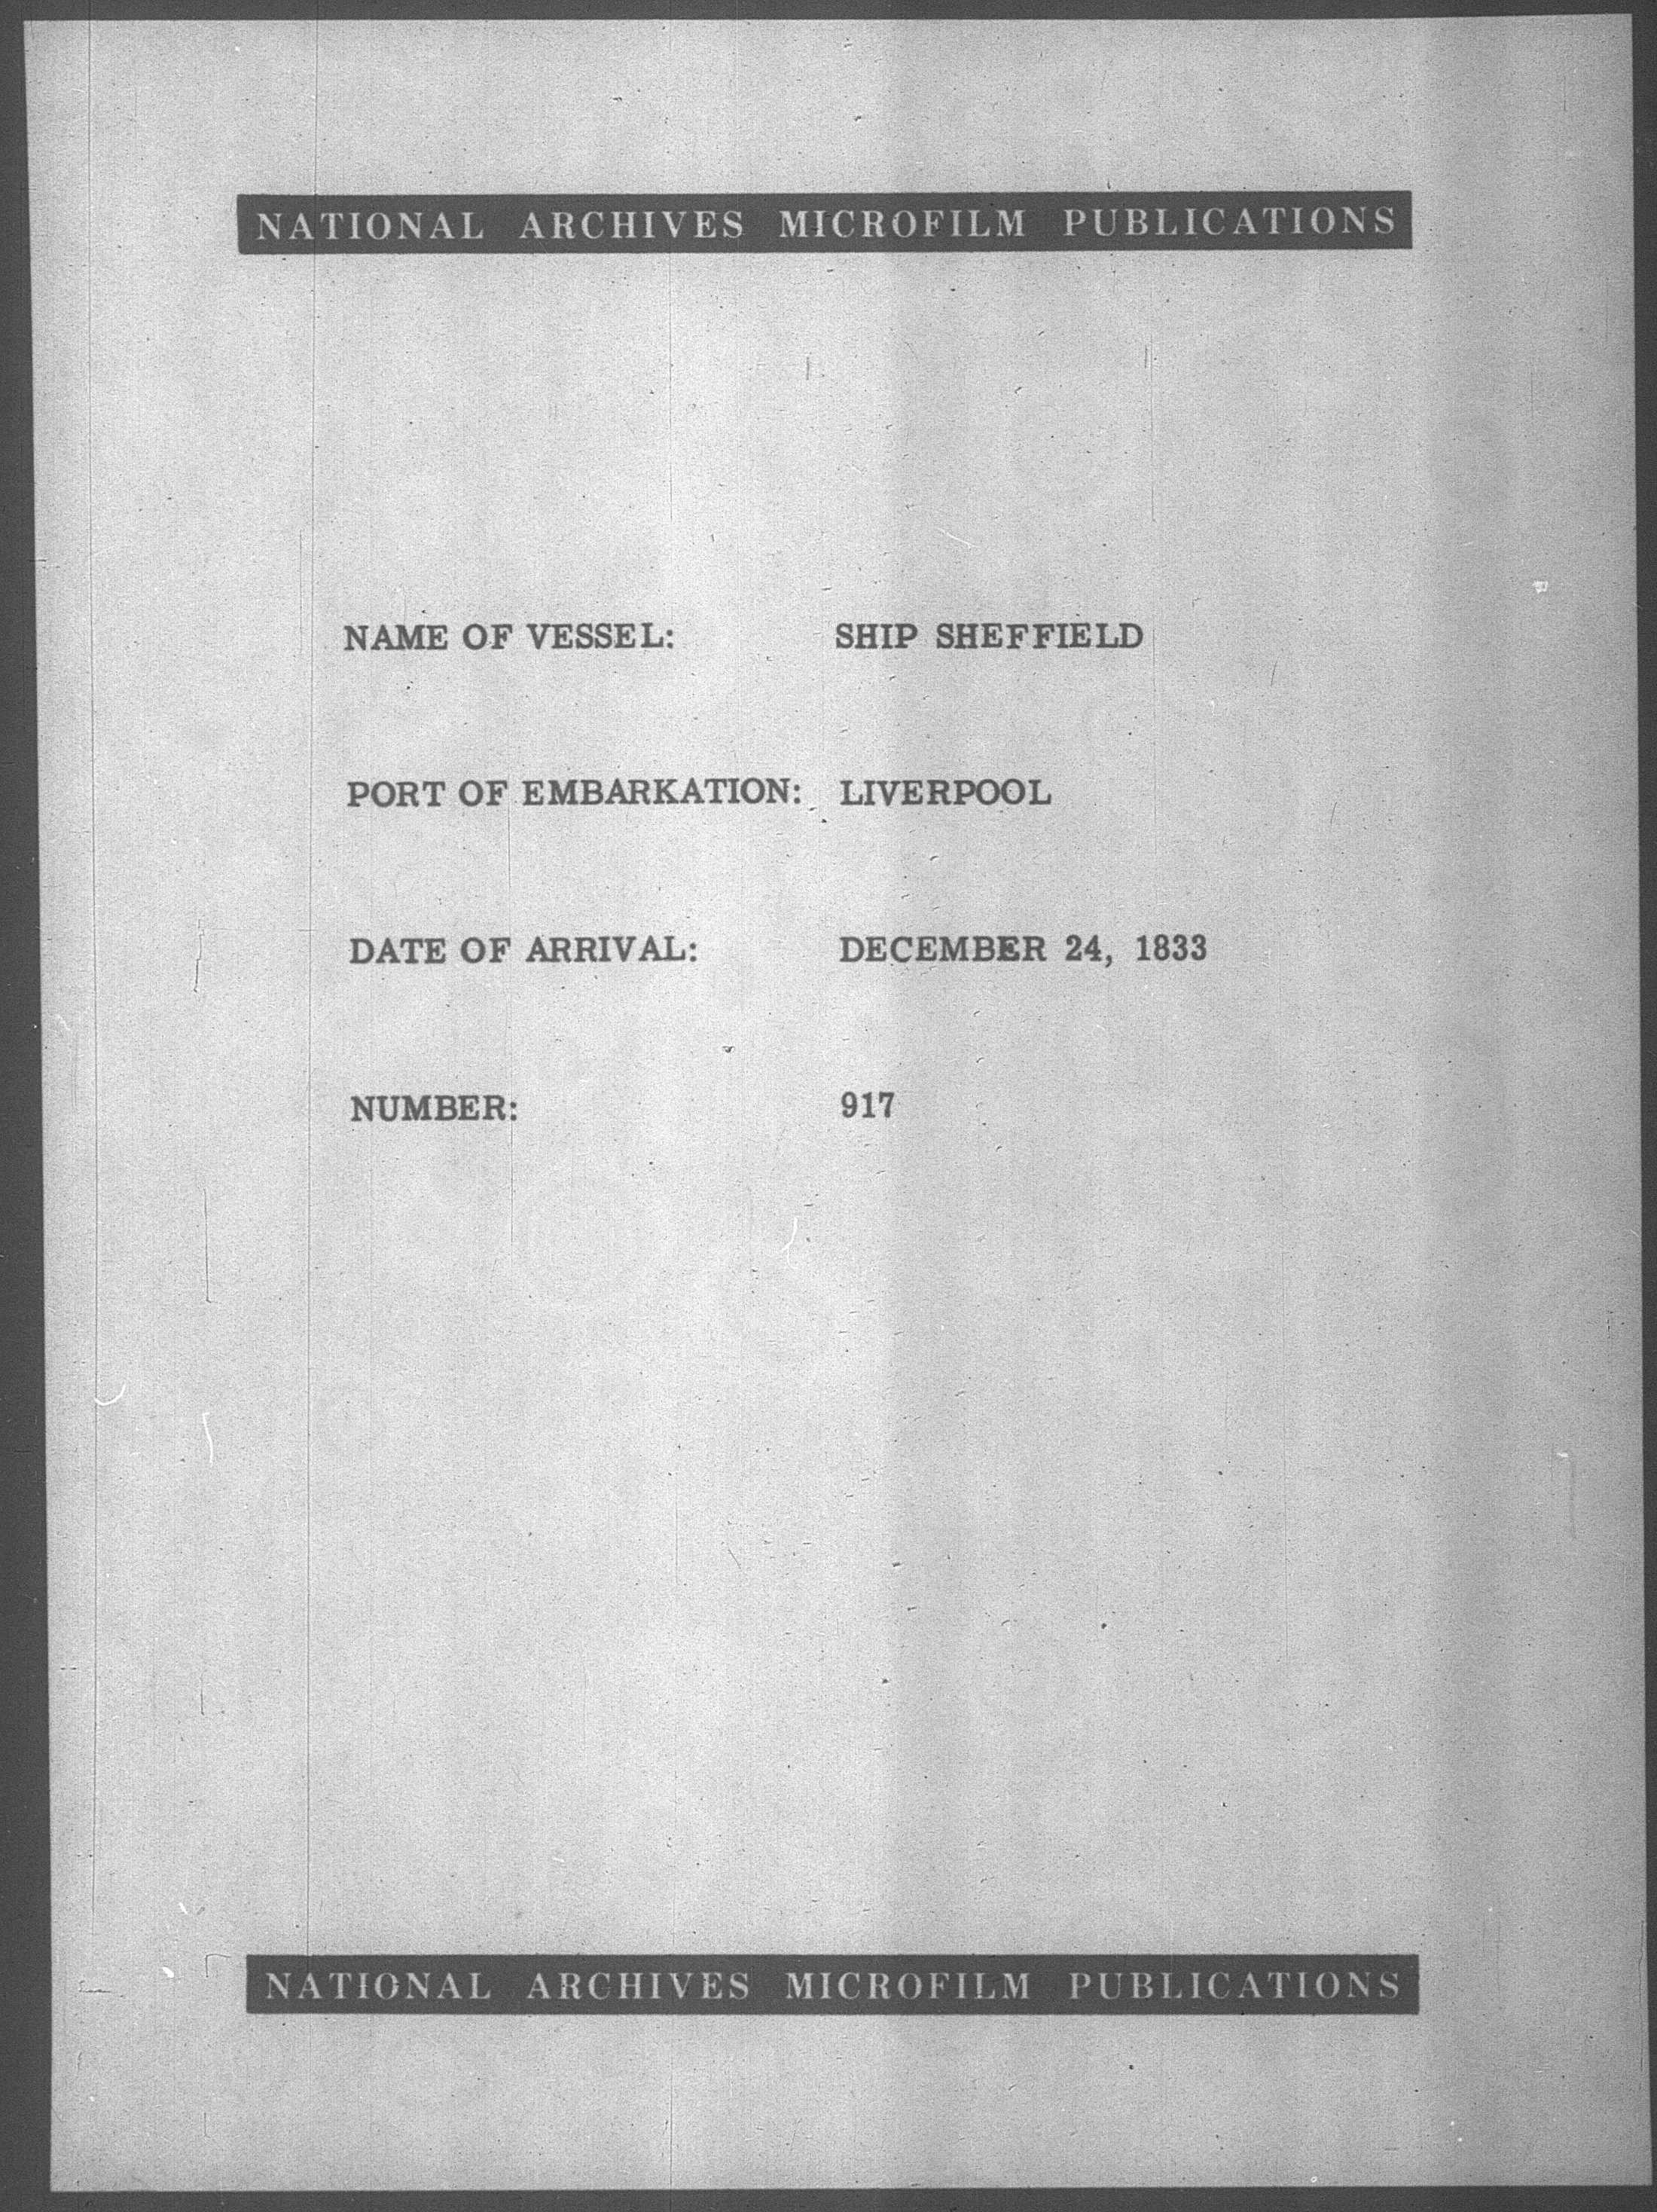 NATIONAL ARCHIVES MICROFILM PUBLICATIONS
NAME OF VESSEL: SHIP SHEFFIELD
PORT OF EMBARKATION: LIVERPOOL
DATE OF ARRIVAL: DECEMBER 24, 1833
NUMBER: 917
NATIONAL ARCHIVES MICROFILM PUBLICATIONS